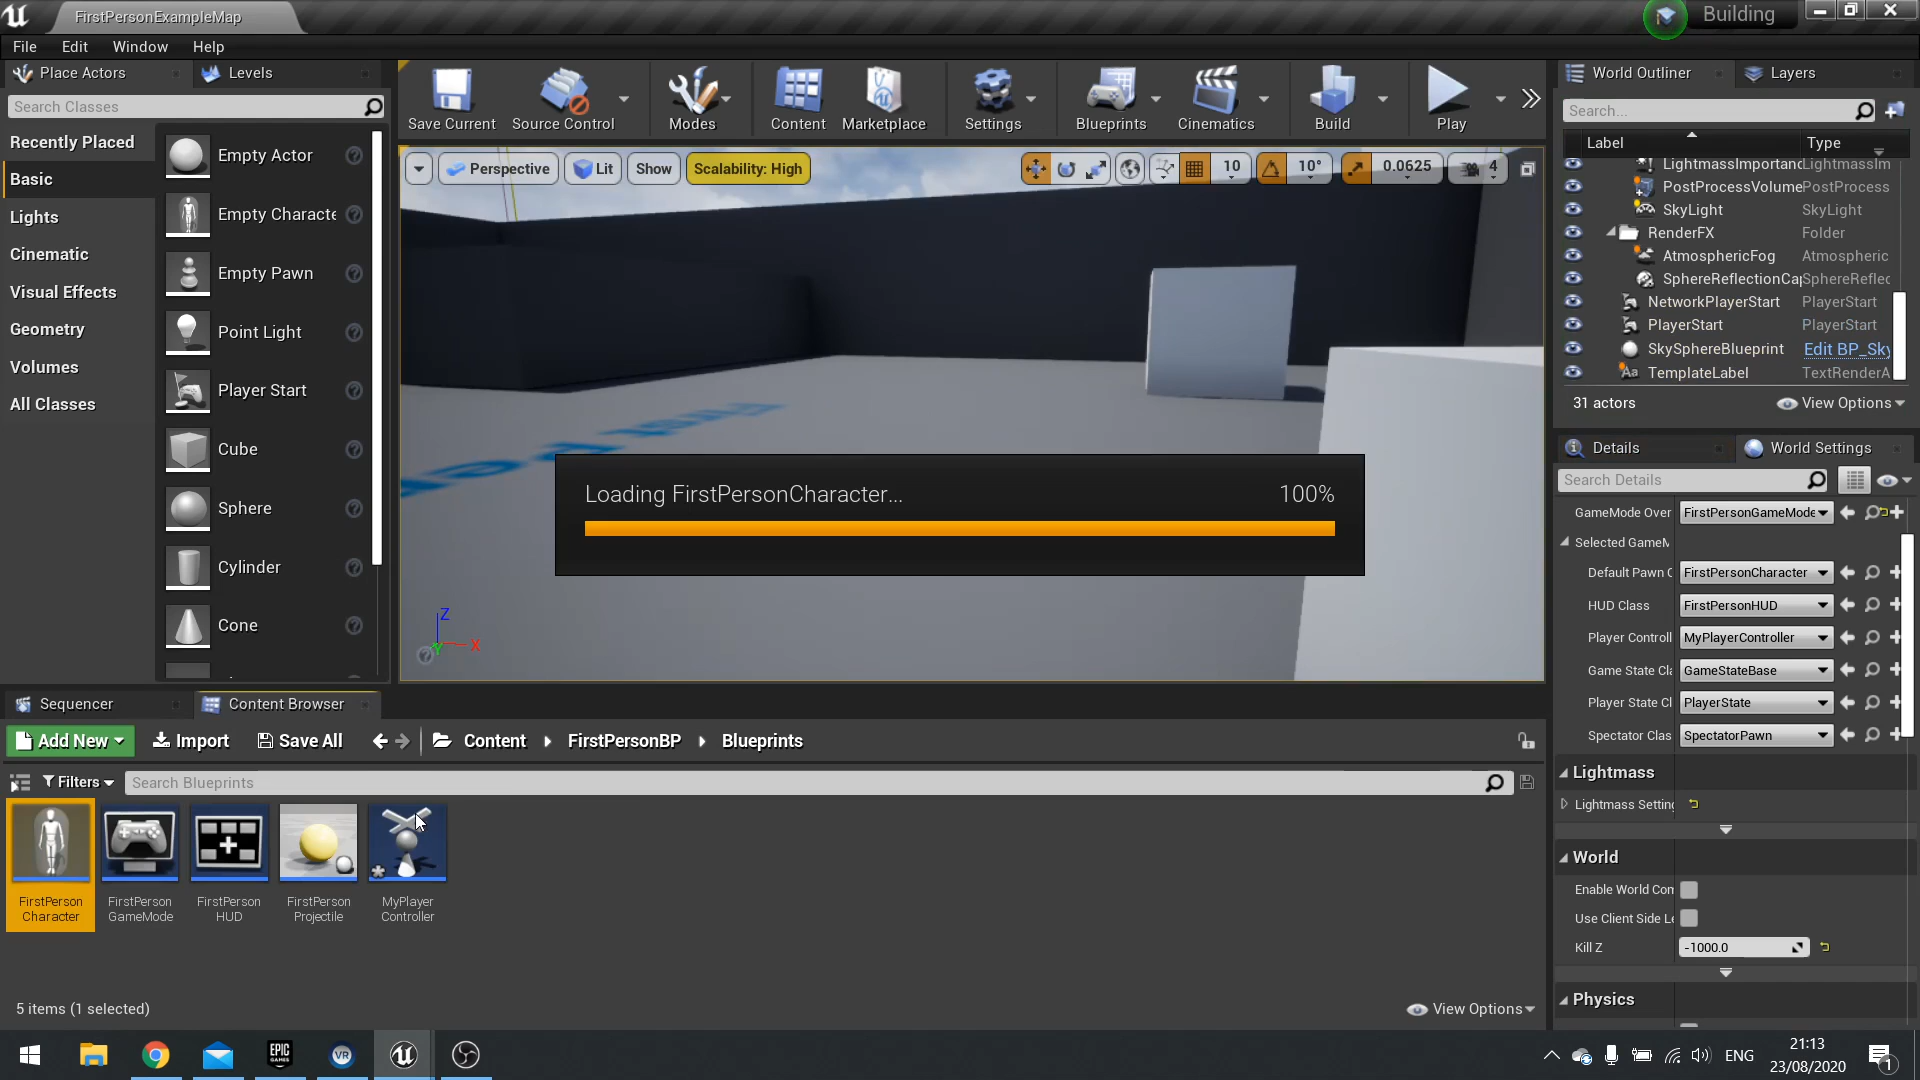 FirstPersonExampleMap
Building
File Edit Window Help
Place Actors
Levels
Search Classes
Recently Placed
Basic
Lights
Cinematic
Visual Effects
Geometry
Volumes
All Classes
Empty Actor
Empty Characte
Empty Pawn
Point Light
Player Start
Cube
Sphere
Cylinder
Cone
Save Current
Source Control
Modes
Content
Marketplace
Settings
Blueprints
Cinematics
Build
Play
Perspective
Lit
Show
Scalability: High
10
10°
0.0625
4
Loading FirstPersonCharacter... 100%
Z
X
Y
World Outliner
Layers
Search...
Label Type
LightmassImportanc LightmassIm
PostProcessVolume PostProcess
SkyLight SkyLight
RenderFX Folder
AtmosphericFog Atmospheric
SphereReflectionCap SphereReflec
NetworkPlayerStart PlayerStart
PlayerStart PlayerStart
SkySphereBlueprint Edit BP_Sky
TemplateLabel TextRenderA
31 actors
View Options
Details
World Settings
Search Details
GameMode Over FirstPersonGameMode
Selected GameM
Default Pawn C FirstPersonCharacter
HUD Class FirstPersonHUD
Player Controll MyPlayerController
Game State Cla GameStateBase
Player State Cl PlayerState
Spectator Clas SpectatorPawn
Lightmass
Lightmass Setting
World
Enable World Com
Use Client Side Le
Kill Z -1000.0
Physics
Sequencer
Content Browser
Add New
Import
Save All
Content
FirstPersonBP
Blueprints
Filters
Search Blueprints
FirstPerson
Character
FirstPerson
GameMode
FirstPerson
HUD
FirstPerson
Projectile
MyPlayer
Controller
5 items (1 selected)
View Options
EPIC
GAMES
VR
ENG
21:13
23/08/2020
1